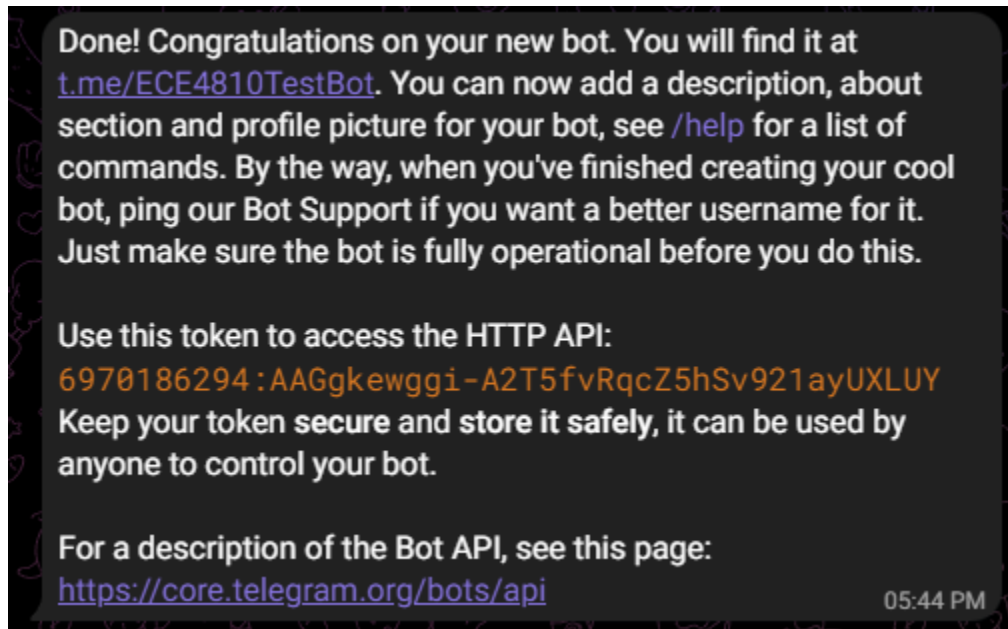 Done! Congratulations on your new bot. You will find it at
t.me/ECE4810TestBot. You can now add a description, about
section and profile picture for your bot, see /help for a list of
commands. By the way, when you've finished creating your cool
bot, ping our Bot Support if you want a better username for it.
Just make sure the bot is fully operational before you do this.
Use this token to access the HTTP API:
6970186294:AAGgkewggi-A2T5fvRqcZ5hSv921ayUXLUY
Keep your token secure and store it safely, it can be used by
anyone to control your bot.
For a description of the Bot API, see this page:
https://core.telegram.org/bots/api
05:44 PM